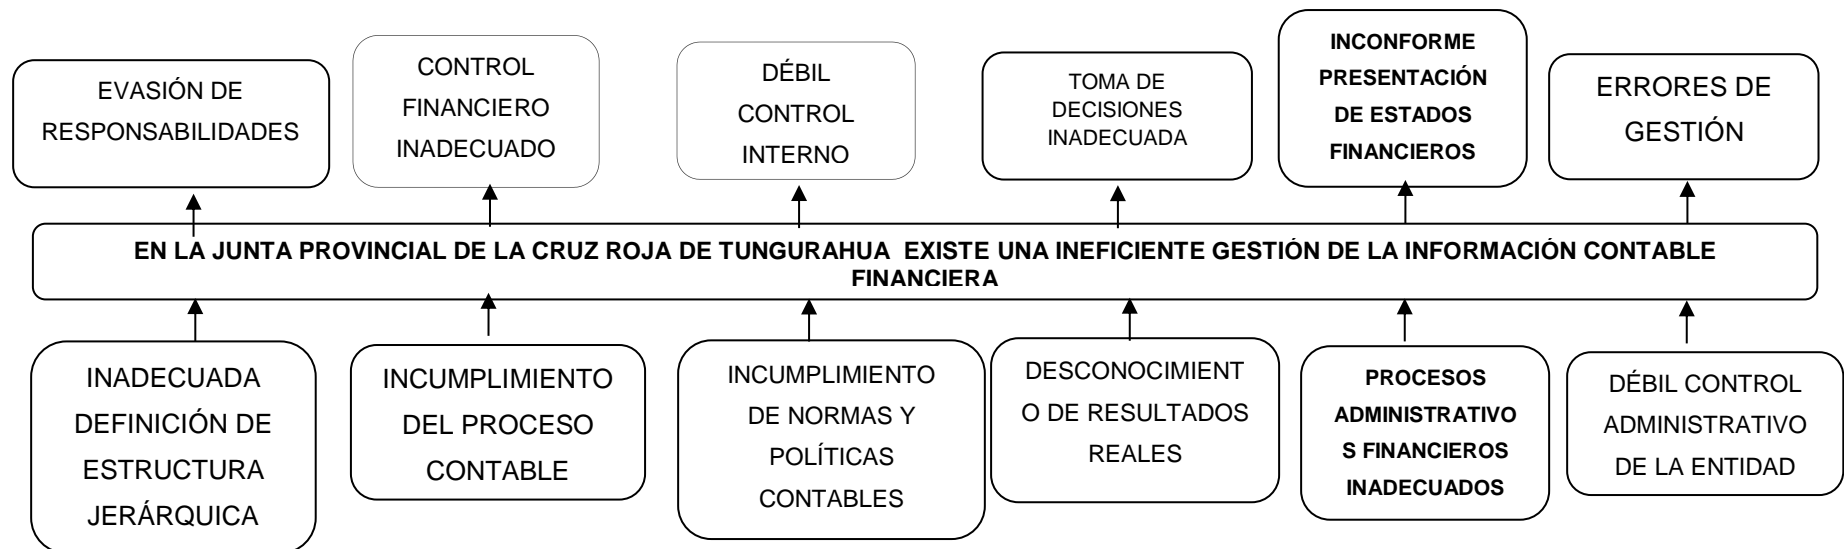 EVASIÓN DE
RESPONSABILIDADES
CONTROL
FINANCIERO
INADECUADO
DÉBIL
CONTROL
INTERNO
TOMA DE
DECISIONES
INADECUADA
INCONFORME
PRESENTACIÓN
DE ESTADOS
FINANCIEROS
ERRORES DE
GESTIÓN
EN LA JUNTA PROVINCIAL DE LA CRUZ ROJA DE TUNGURAHUA EXISTE UNA INEFICIENTE GESTIÓN DE LA INFORMACIÓN CONTABLE
FINANCIERA
INADECUADA
DEFINICIÓN DE
ESTRUCTURA
JERÁRQUICA
INCUMPLIMIENTO
DEL PROCESO
CONTABLE
INCUMPLIMIENTO
DE NORMAS Y
POLÍTICAS
CONTABLES
DESCONOCIMIENT
O DE RESULTADOS
REALES
PROCESOS
ADMINISTRATIVO
S FINANCIEROS
INADECUADOS
DÉBIL CONTROL
ADMINISTRATIVO
DE LA ENTIDAD